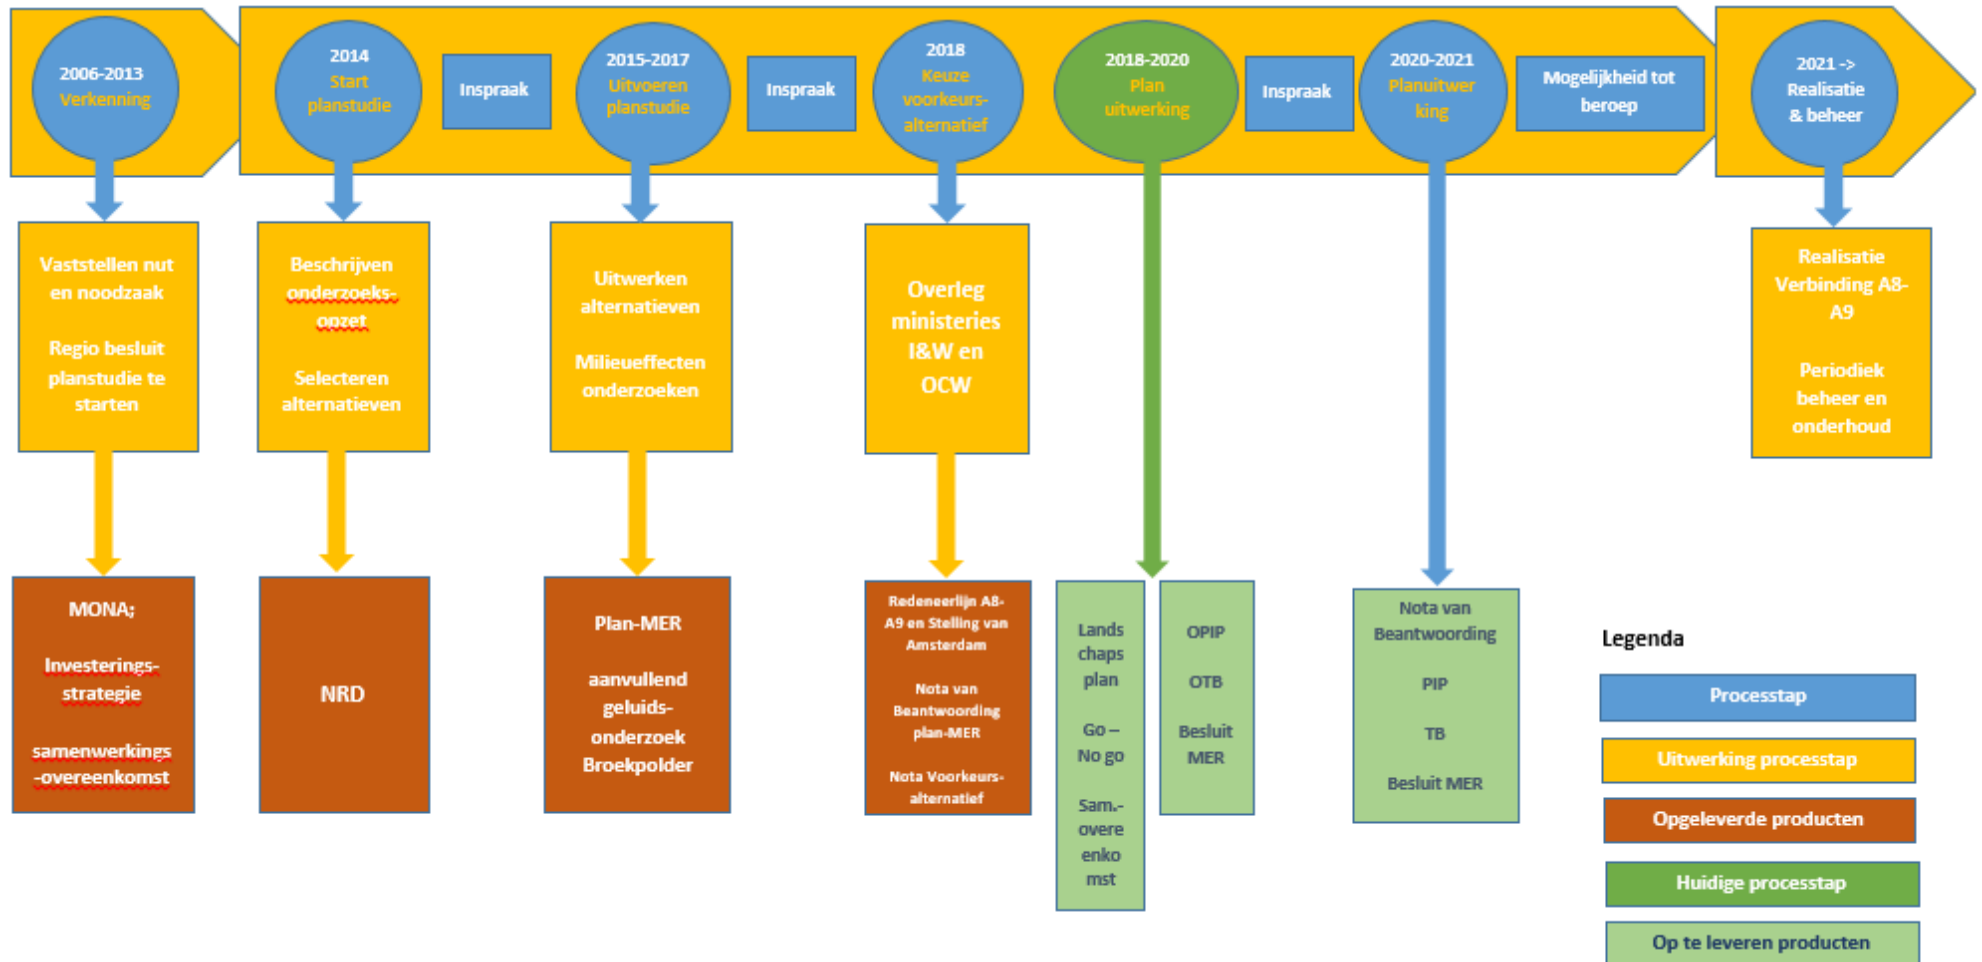 2006-2013
Verkenning
2014
Start
planstudie
Inspraak
2015-2017
Uitvoeren
planstudie
Inspraak
2018
Keuze
voorkeurs-
alternatief
2018-2020
Plan
uitwerking
Inspraak
2020-2021
Planuitwer
king
Mogelijkheid tot
beroep
2021 ->
Realisatie
& beheer
Vaststellen nut
en noodzaak
Regio besluit
planstudie te
starten
Beschrijven
onderzoeks-
opzet
Selecteren
alternatieven
Uitwerken
alternatieven
Milieueffecten
onderzoeken
Overleg
ministeries
I&W en
OCW
Realisatie
Verbinding A8-
A9
Periodiek
beheer en
onderhoud
MONA;
Investerings-
strategie
samenwerkings
-overeenkomst
NRD
Plan-MER
aanvullend
geluids-
onderzoek
Broekpolder
Redeneerlijn A8-
A9 en Stelling van
Amsterdam
Nota van
Beantwoording
plan-MER
Nota Voorkeurs-
alternatief
Lands
chaps
plan
Go –
No go
Sam.-
overe
enko
mst
OPIP
OTB
Besluit
MER
Nota van
Beantwoording
PIP
TB
Besluit MER
Legenda
Processtap
Uitwerking processtap
Opgeleverde producten
Huidige processtap
Op te leveren producten